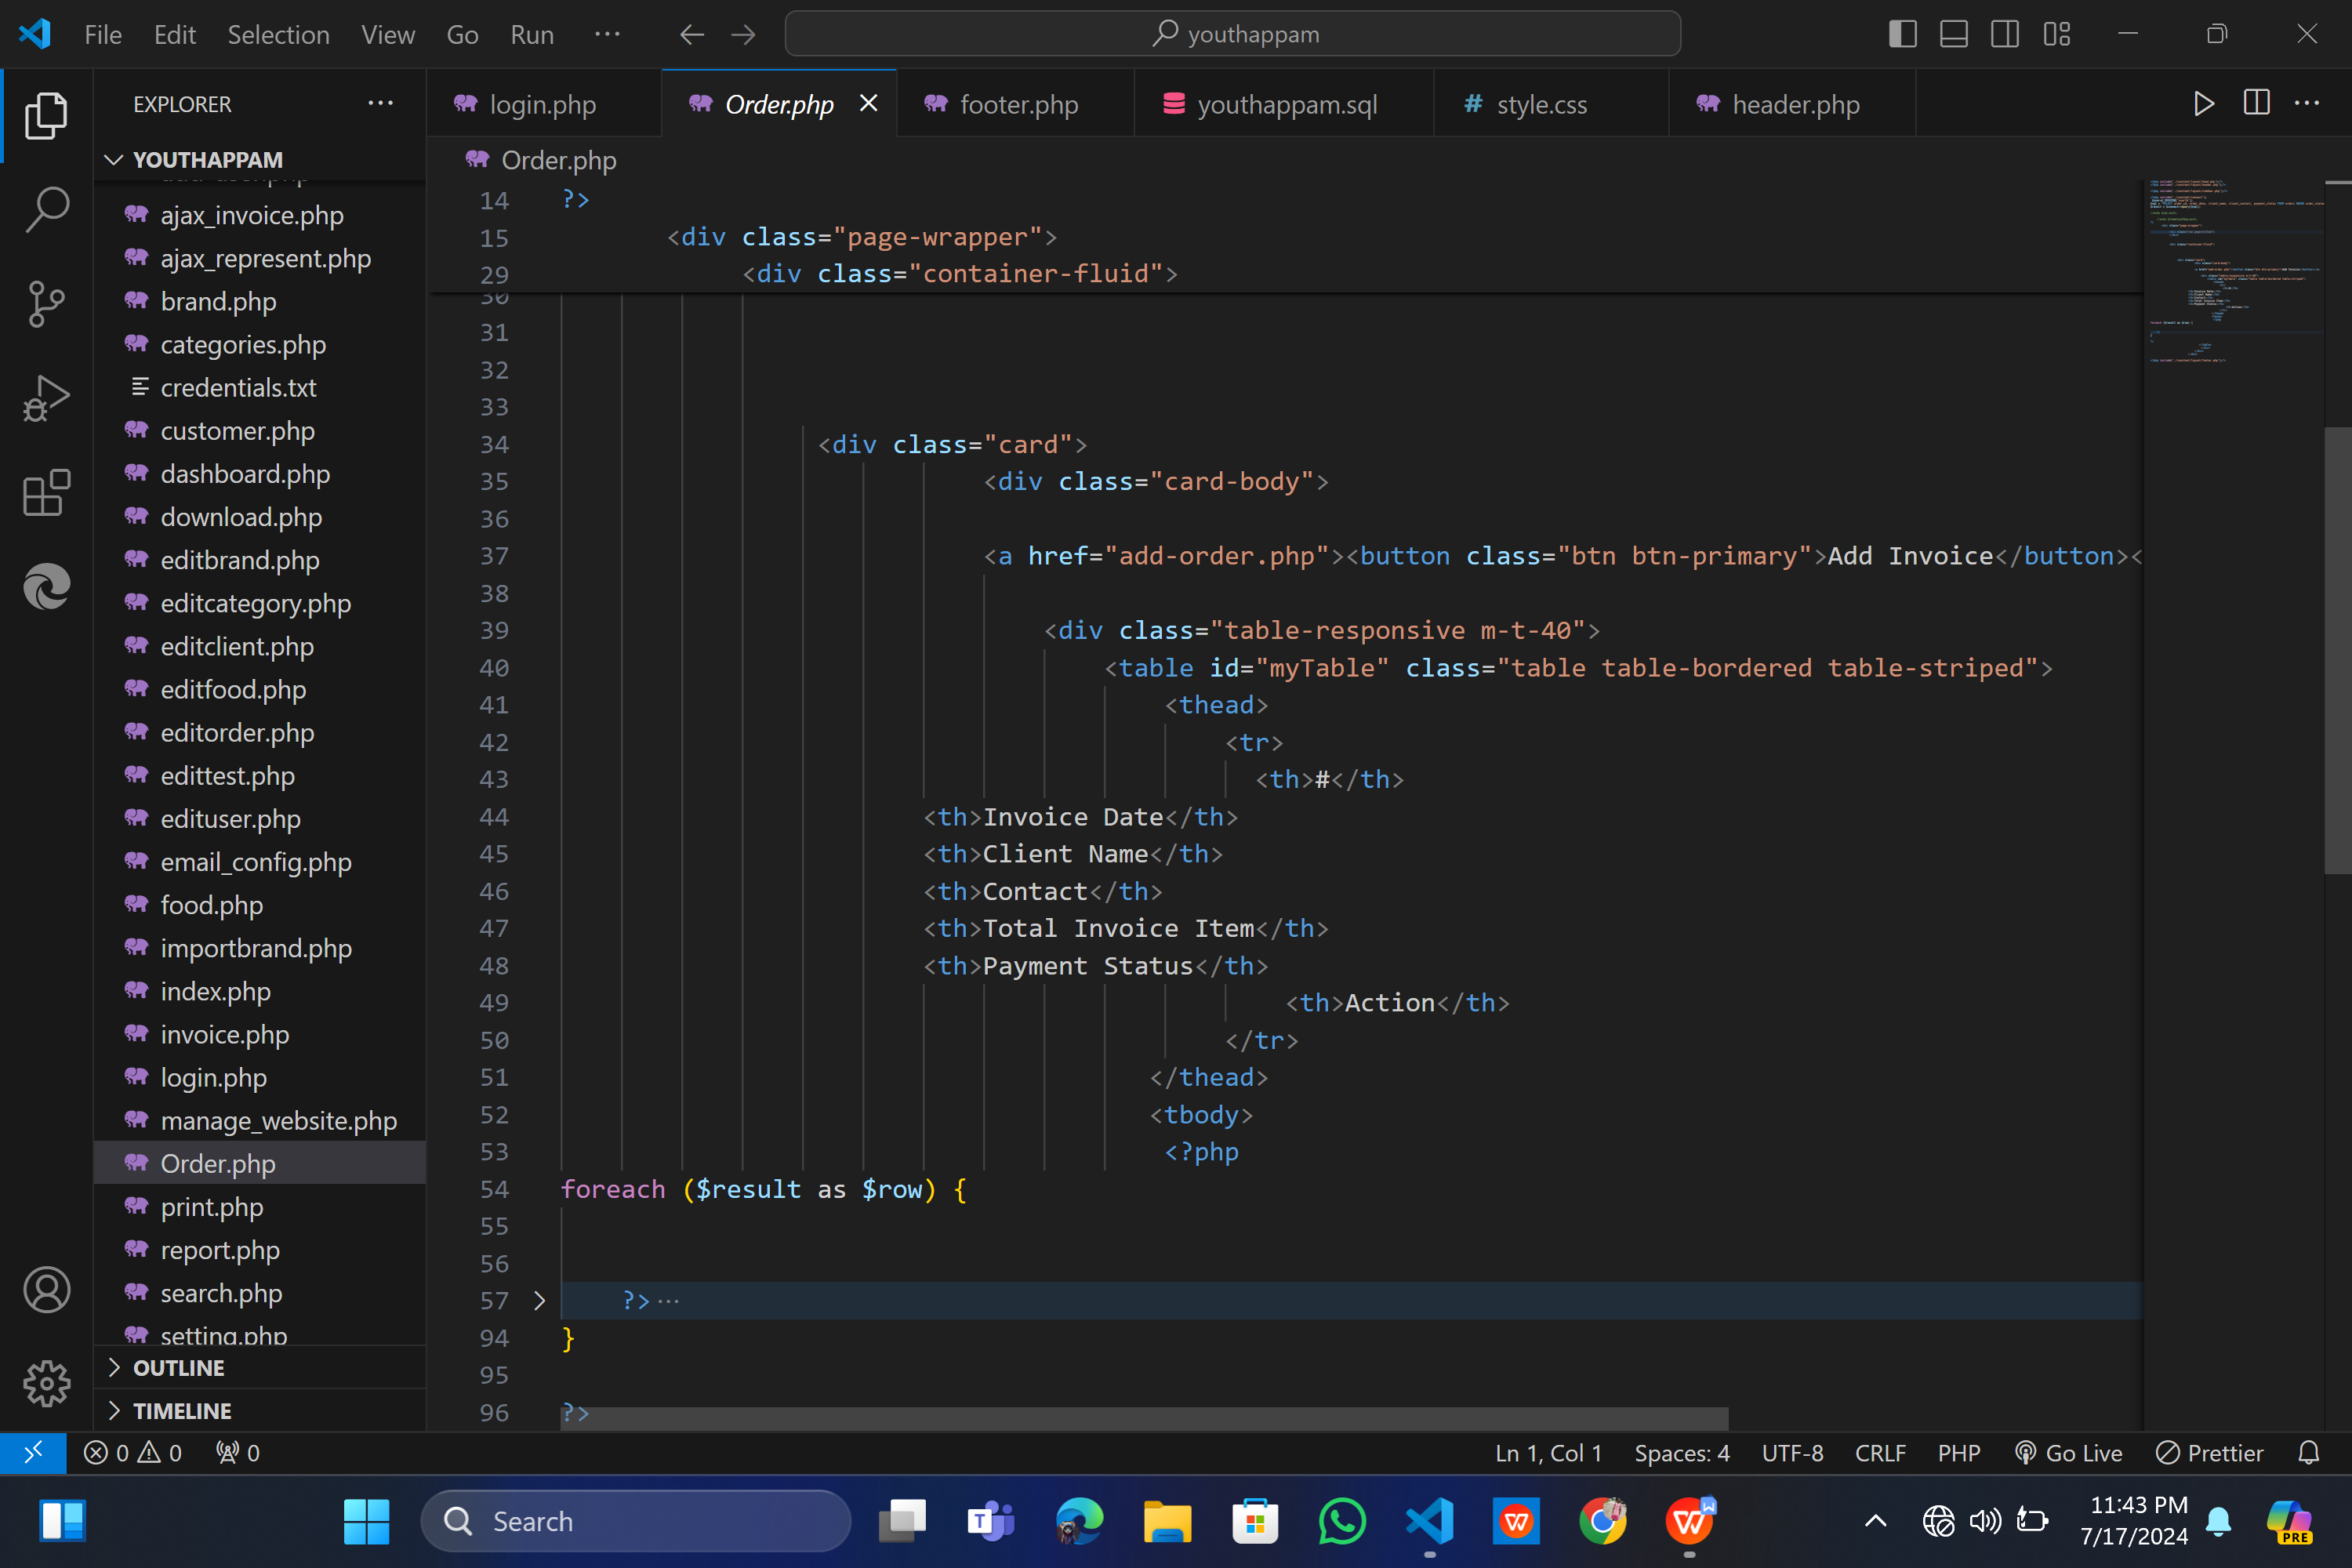 File Edit Selection View Go Run ··· youthappam
EXPLORER ···
login.php Order.php footer.php youthappam.sql # style.css header.php ···
YOUTHAPPAM
ajax_invoice.php
ajax_represent.php
brand.php
categories.php
credentials.txt
customer.php
dashboard.php
download.php
editbrand.php
editcategory.php
editclient.php
editfood.php
editorder.php
edittest.php
edituser.php
email_config.php
food.php
importbrand.php
index.php
invoice.php
login.php
manage_website.php
Order.php
print.php
report.php
search.php
setting.php
OUTLINE
TIMELINE
Order.php
14 ?>
15 <div class="page-wrapper">
29 <div class="container-fluid">
30
31
32
33
34 <div class="card">
35 <div class="card-body">
36
37 <a href="add-order.php"><button class="btn btn-primary">Add Invoice</button><
38
39 <div class="table-responsive m-t-40">
40 <table id="myTable" class="table table-bordered table-striped">
41 <thead>
42 <tr>
43 <th>#</th>
44 <th>Invoice Date</th>
45 <th>Client Name</th>
46 <th>Contact</th>
47 <th>Total Invoice Item</th>
48 <th>Payment Status</th>
49 <th>Action</th>
50 </tr>
51 </thead>
52 <tbody>
53 <?php
54 foreach ($result as $row) {
55
56
57 ?> ···
94 }
95
96 ?>
0 0 0 Ln 1, Col 1 Spaces: 4 UTF-8 CRLF PHP Go Live Prettier
Search 11:43 PM
7/17/2024 PRE